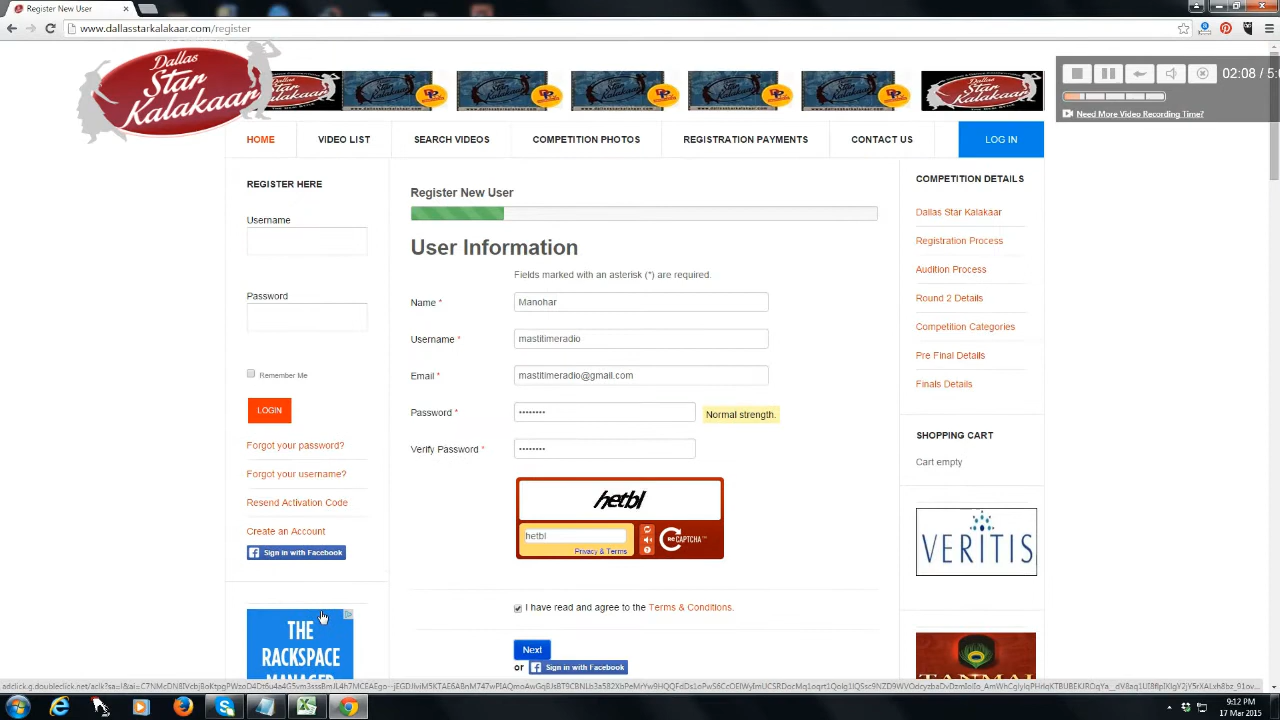 Register New User
www.dallasstarkalakaar.com/register
Dallas
Star
Kalakaar
02:08 / 5:0
Need More Video Recording Time?
HOME
VIDEO LIST
SEARCH VIDEOS
COMPETITION PHOTOS
REGISTRATION PAYMENTS
CONTACT US
LOG IN
REGISTER HERE
Username
Password
Remember Me
LOGIN
Forgot your password?
Forgot your username?
Resend Activation Code
Create an Account
Sign in with Facebook
THE
RACKSPACE
MANAGED
Register New User
User Information
Fields marked with an asterisk (*) are required.
Name * Manohar
Username * mastitimeradio
Email * mastitimeradio@gmail.com
Password * ••••••••
Normal strength.
Verify Password * ••••••••
hetbl
hetbl
reCAPTCHA™
Privacy & Terms
I have read and agree to the Terms & Conditions.
Next
or Sign in with Facebook
COMPETITION DETAILS
Dallas Star Kalakaar
Registration Process
Audition Process
Round 2 Details
Competition Categories
Pre Final Details
Finals Details
SHOPPING CART
Cart empty
VERITIS
TANMAI
9:12 PM
17 Mar 2015